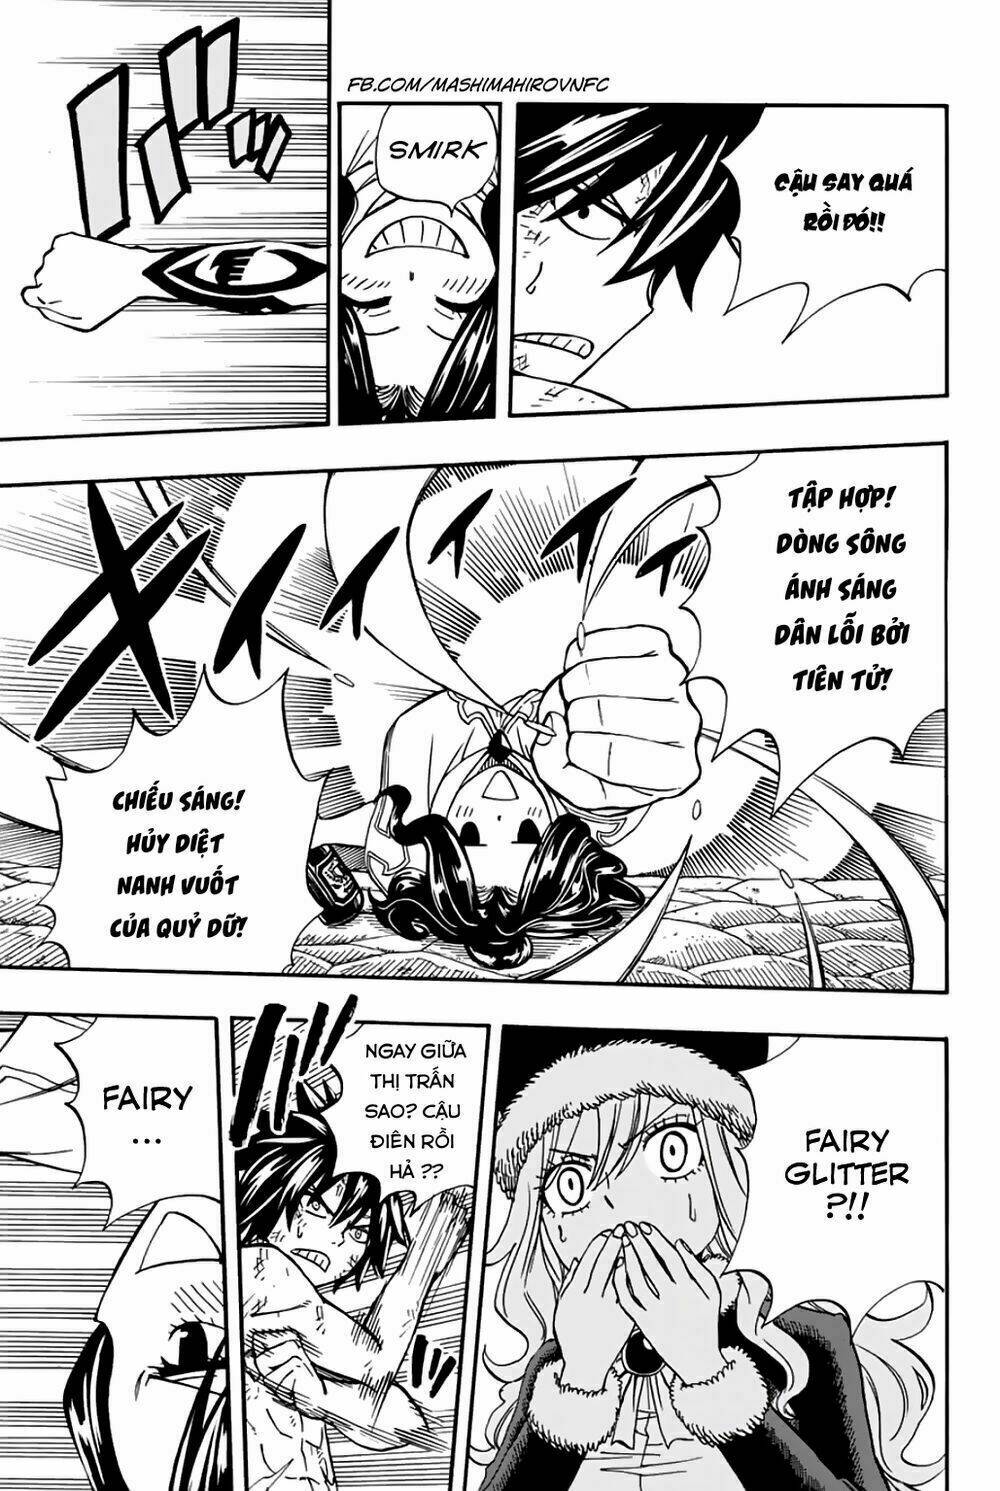 FB.COM/MASHIMAHIROVNFC
CẬU SAY QUÁ
RỒI ĐÓ!!
SMIRK
TẬP HỢP!
DÒNG SÔNG
ÁNH SÁNG
DẪN LỖI BỞI
TIÊN TỬ!
CHIẾU SÁNG!
HỦY DIỆT
NANH VUỐT
CỦA QUỶ DỮ!
FAIRY
GLITTER
?!!
NGAY GIỮA
THỊ TRẤN
SAO? CẬU
ĐIÊN RỒI
HẢ ??
FAIRY
...